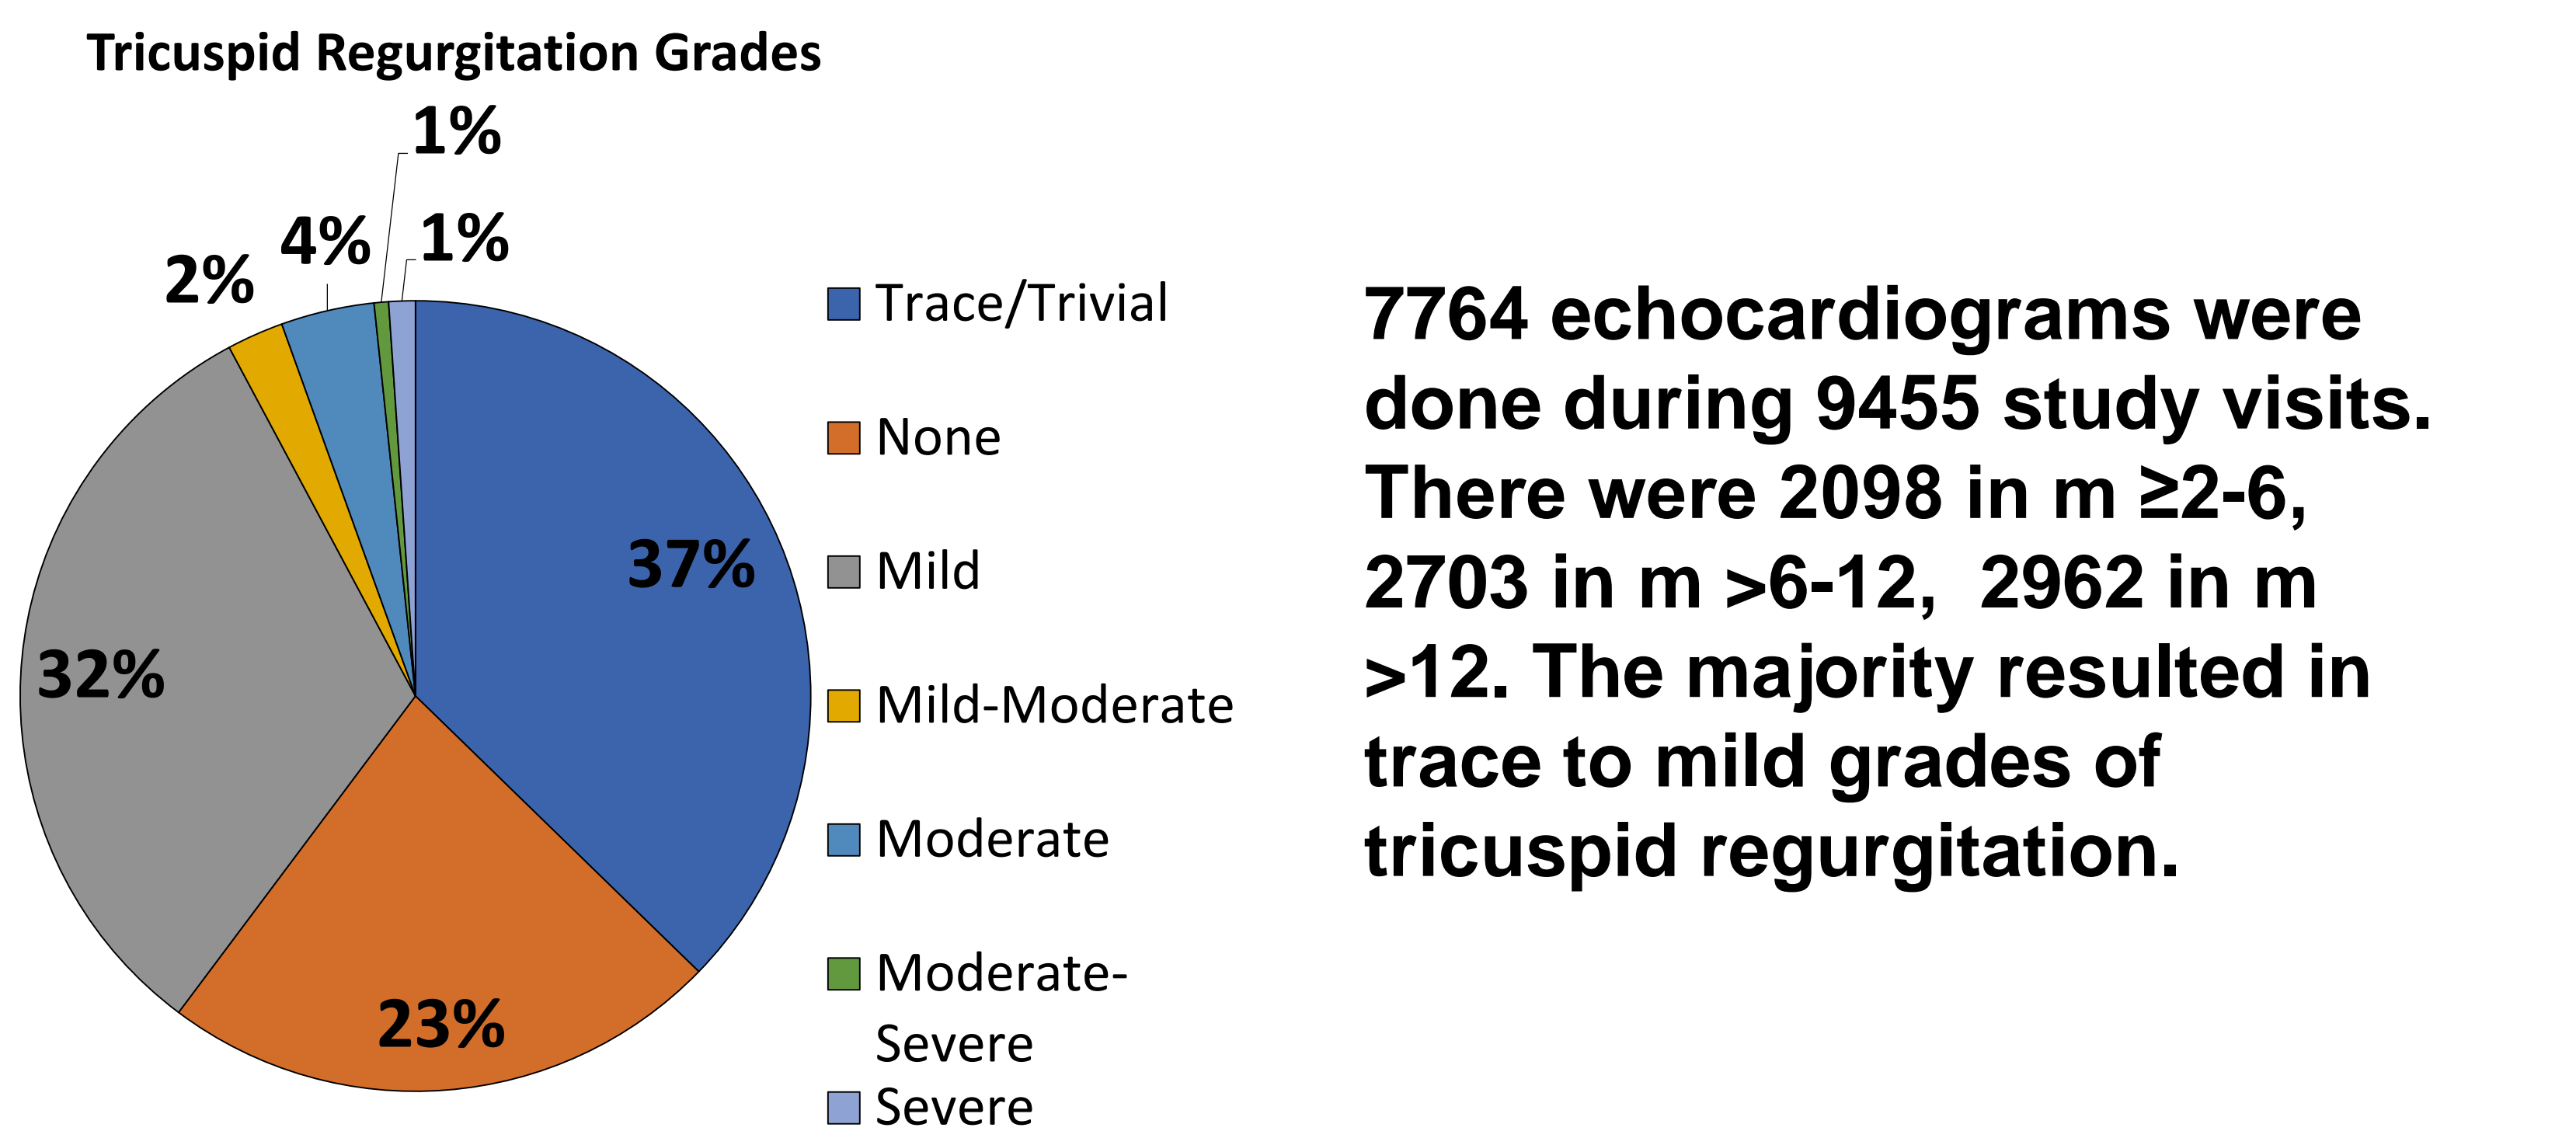 Tricuspid Regurgitation Grades
1%
4%
1%
2%
37%
32%
23%
Trace/Trivial
None
Mild
Mild-Moderate
Moderate
Moderate-
Severe
Severe
7764 echocardiograms were
done during 9455 study visits.
There were 2098 in m ≥2-6,
2703 in m >6-12,  2962 in m
>12. The majority resulted in
trace to mild grades of
tricuspid regurgitation.